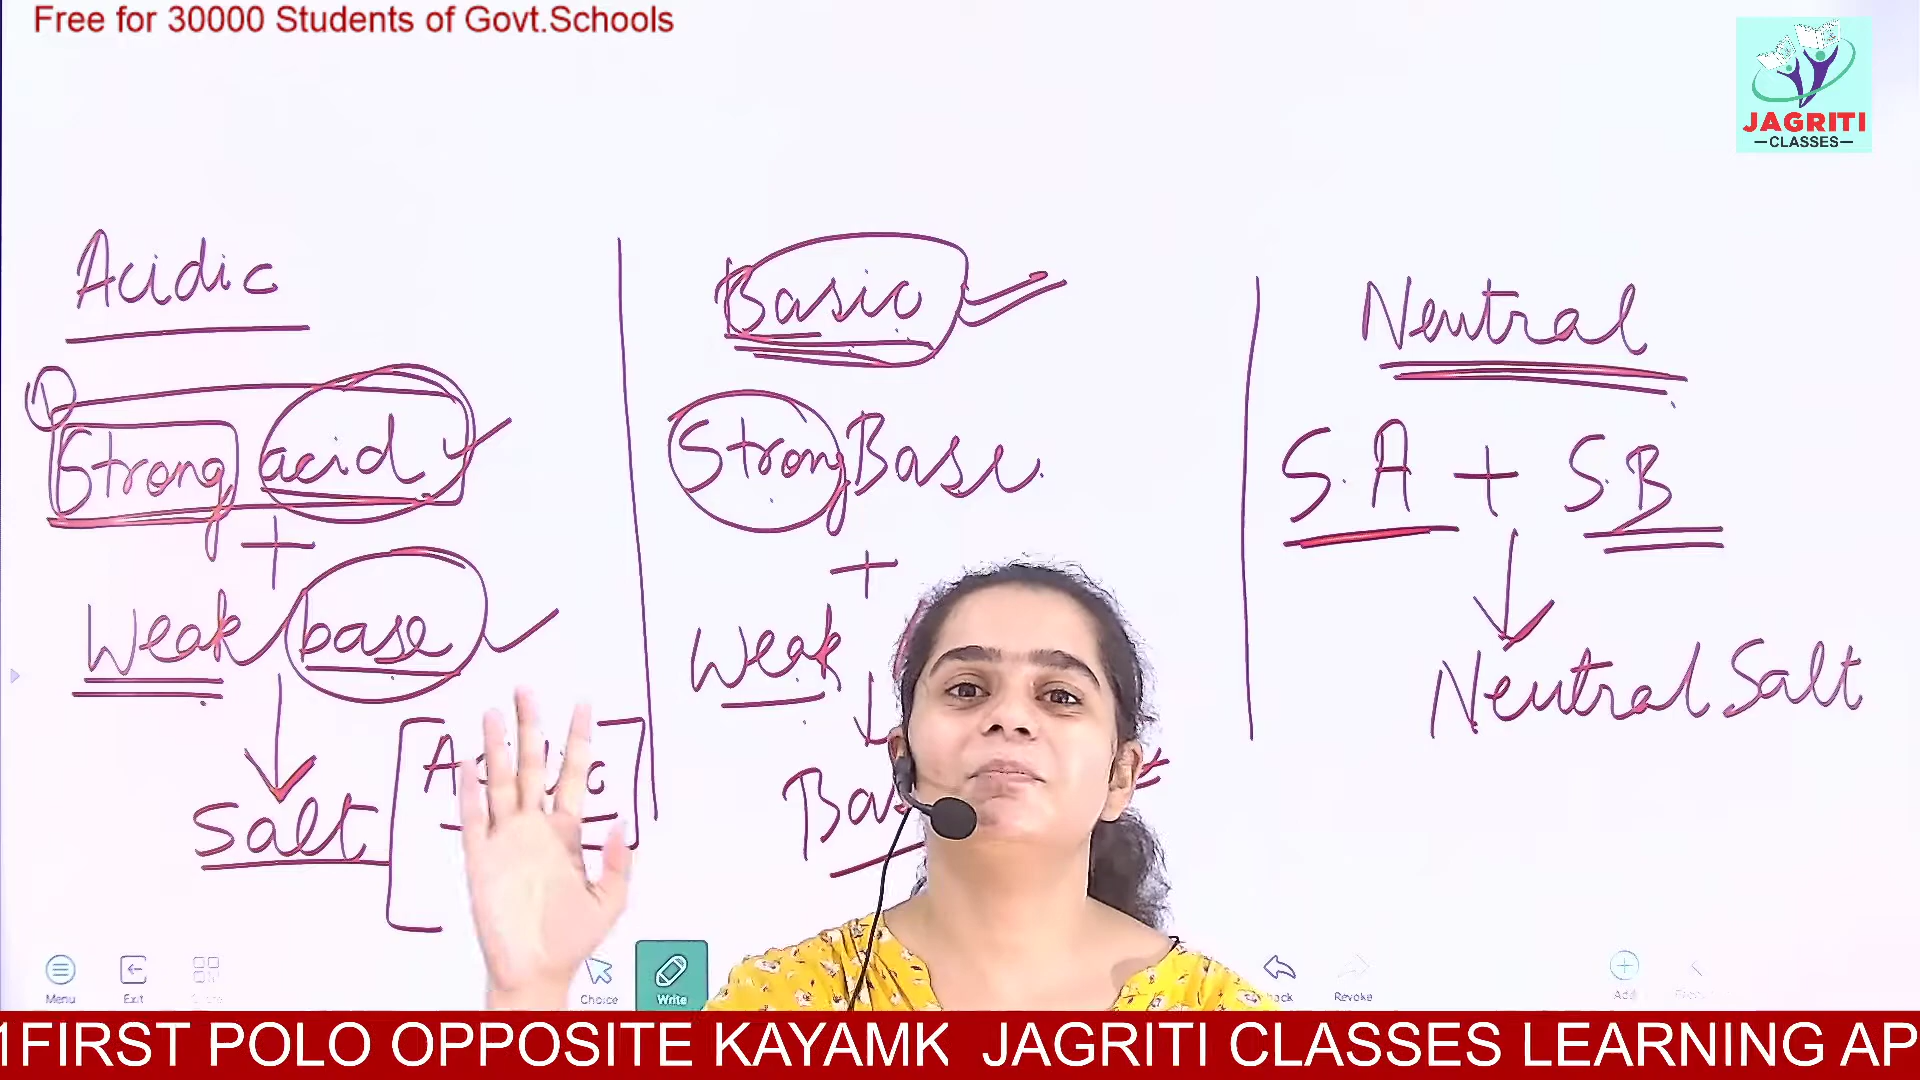 Free for 30000 Students of Govt.Schools
JAGRITI
CLASSES
Acidic
1
Strong acid
+
Weak base
Salt
Basic
Strong Base
+
Weak
Neutral
S.A + S.B
Neutral Salt
Menu
Exit
Choice
Write
Revoke
Add
1FIRST POLO OPPOSITE KAYAMK JAGRITI CLASSES LEARNING AP